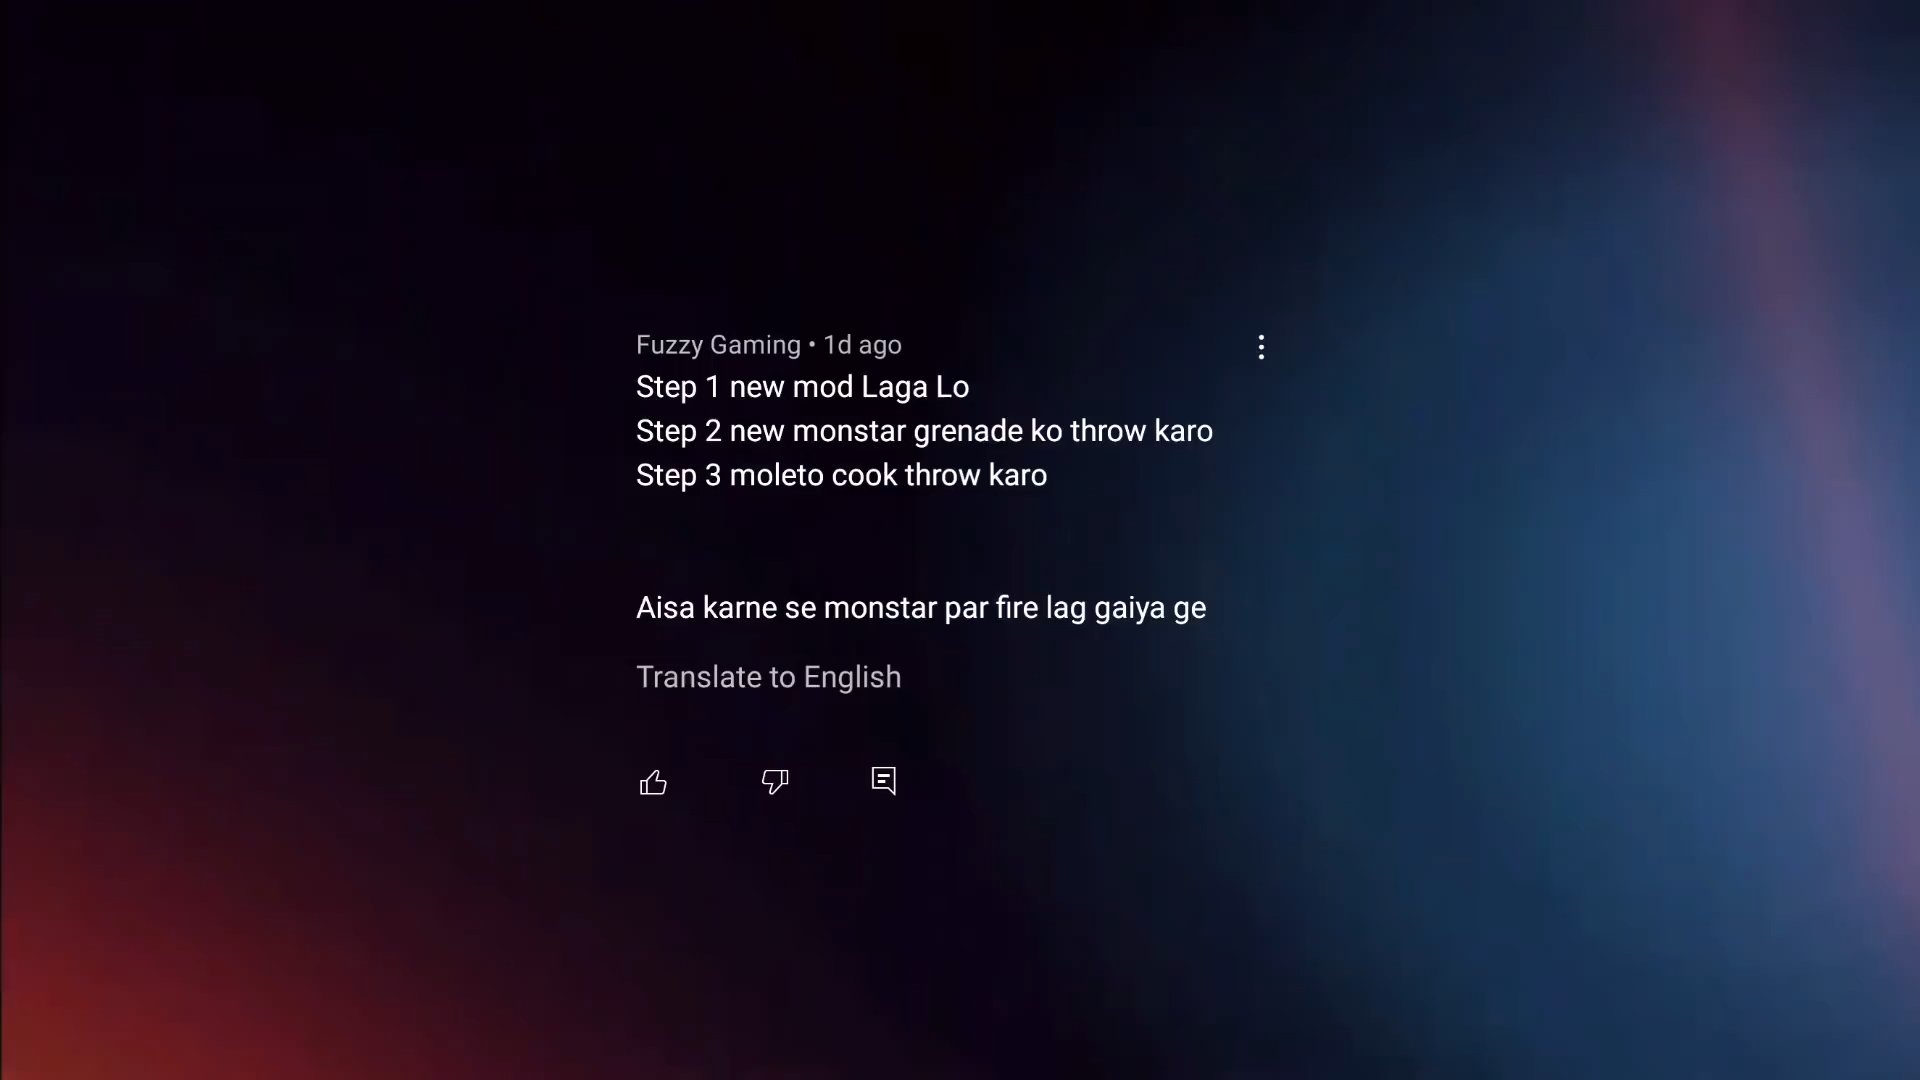 Fuzzy Gaming • 1d ago
Step 1 new mod Laga Lo
Step 2 new monstar grenade ko throw karo
Step 3 moleto cook throw karo
Aisa karne se monstar par fire lag gaiya ge
Translate to English